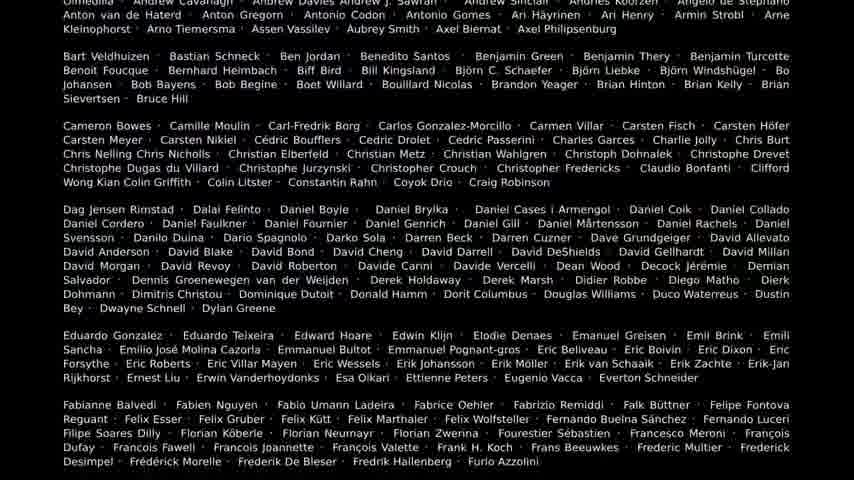 Olmedilla · Andrew Cavanagh · Andrew Davies Andrew J. Sawran · Andrew Sinclair · Andries Koorzen · Angelo de Stephano
Anton van de Haterd · Anton Gregorn · Antonio Codon · Antonio Gomes · Ari Häyrinen · Ari Henry · Armin Strobl · Arne
Kleinophorst · Arno Tiemersma · Assen Vassilev · Aubrey Smith · Axel Biernat · Axel Philipsenburg
Bart Veldhuizen · Bastian Schneck · Ben Jordan · Benedito Santos · Benjamin Green · Benjamin Thery · Benjamin Turcotte
Benoit Foucque · Bernhard Heimbach · Biff Bird · Bill Kingsland · Björn C. Schaefer · Björn Liebke · Björn Windshügel · Bo
Johansen · Bob Bayens · Bob Begine · Boet Willard · Bouillard Nicolas · Brandon Yeager · Brian Hinton · Brian Kelly · Brian
Sievertsen · Bruce Hill
Cameron Bowes · Camille Moulin · Carl-Fredrik Borg · Carlos Gonzalez-Morcillo · Carmen Villar · Carsten Fisch · Carsten Höfer
Carsten Meyer · Carsten Nikiel · Cédric Boufflers · Cedric Drolet · Cédric Passerini · Charles Garces · Charlie Jolly · Chris Burt
Chris Nelling Chris Nicholls · Christian Elberfeld · Christian Metz · Christian Wahlgren · Christoph Dohnalek · Christophe Drevet
Christophe Dugas du Villard · Christophe Jurzynski · Christopher Crouch · Christopher Fredericks · Claudio Bonfanti · Clifford
Wong Kian Colin Griffith · Colin Litster · Constantin Rahn · Coyok Drio · Craig Robinson
Dag Jensen Rimstad · Dalai Felinto · Daniel Boyle · Daniel Brylka · Daniel Cases i Armengol · Daniel Coik · Daniel Collado
Daniel Cordero · Daniel Faulkner · Daniel Fournier · Daniel Genrich · Daniel Gill · Daniel Mårtensson · Daniel Rachels · Daniel
Svensson · Danilo Duina · Dario Spagnolo · Darko Sola · Darren Beck · Darren Cuzner · Dave Grundgeiger · David Allevato
David Anderson · David Blake · David Bond · David Cheng · David Darrell · David DeShields · David Gellhardt · David Millan
David Morgan · David Revoy · David Roberton · Davide Canni · Davide Vercelli · Dean Wood · Decock Jérémie · Demian
Salvador · Dennis Groenewegen van der Weijden · Derek Holdaway · Derek Marsh · Didier Robbe · Diego Matho · Dierk
Dohmann · Dimitris Christou · Dominique Dutoit · Donald Hamm · Dorit Columbus · Douglas Williams · Duco Waterreus · Dustin
Bey · Dwayne Schnell · Dylan Greene
Eduardo Gonzalez · Eduardo Teixeira · Edward Hoare · Edwin Klijn · Elodie Denaes · Emanuel Greisen · Emil Brink · Emili
Sancha · Emilio José Molina Cazorla · Emmanuel Bultot · Emmanuel Pognant-gros · Eric Beliveau · Eric Boivin · Eric Dixon · Eric
Forsythe · Eric Roberts · Eric Villar Mayen · Eric Wessels · Erik Johansson · Erik Möller · Erik van Schaaik · Erik Zachte · Erik-Jan
Rijkhorst · Ernest Liu · Erwin Vanderhoydonks · Esa Oikari · Ettienne Peters · Eugenio Vacca · Everton Schneider
Fabianne Balvedi · Fabien Nguyen · Fabio Umann Ladeira · Fabrice Oehler · Fabrizio Remiddi · Falk Büttner · Felipe Fontova
Reguant · Felix Esser · Felix Gruber · Felix Kütt · Felix Marthaler · Felix Wolfsteller · Fernando Buelna Sánchez · Fernando Luceri
Filipe Soares Dilly · Florian Köberle · Florian Neumayr · Florian Zwerina · Fourestier Sébastien · Francesco Meroni · François
Dufay · Francois Faweli · Francois Joannette · François Valette · Frank H. Koch · Frans Beeuwkes · Frederic Multier · Frederick
Desimpel · Frédérick Morelle · Frederik De Bleser · Fredrik Hallenberg · Furio Azzolini